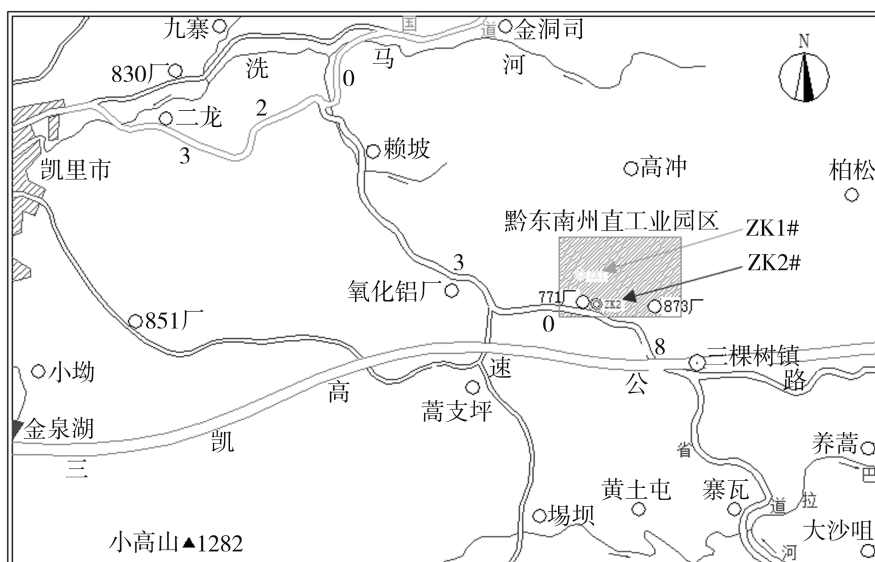 九寨
国
道
金洞司
830厂
洗
马
河
0
N
二龙
2
3
赖坡
高冲
柏松
凯里市
黔东南州直工业园区
ZK1#
ZK2#
3
氧化铝厂
771厂
ZK2
873厂
851厂
0
8
三棵树镇
小坳
高
速
公
路
蒿支坪
金泉湖
凯
三
省
养蒿
巴
黄土屯
寨瓦
道
拉
埸坝
大沙咀
小高山▲1282
河